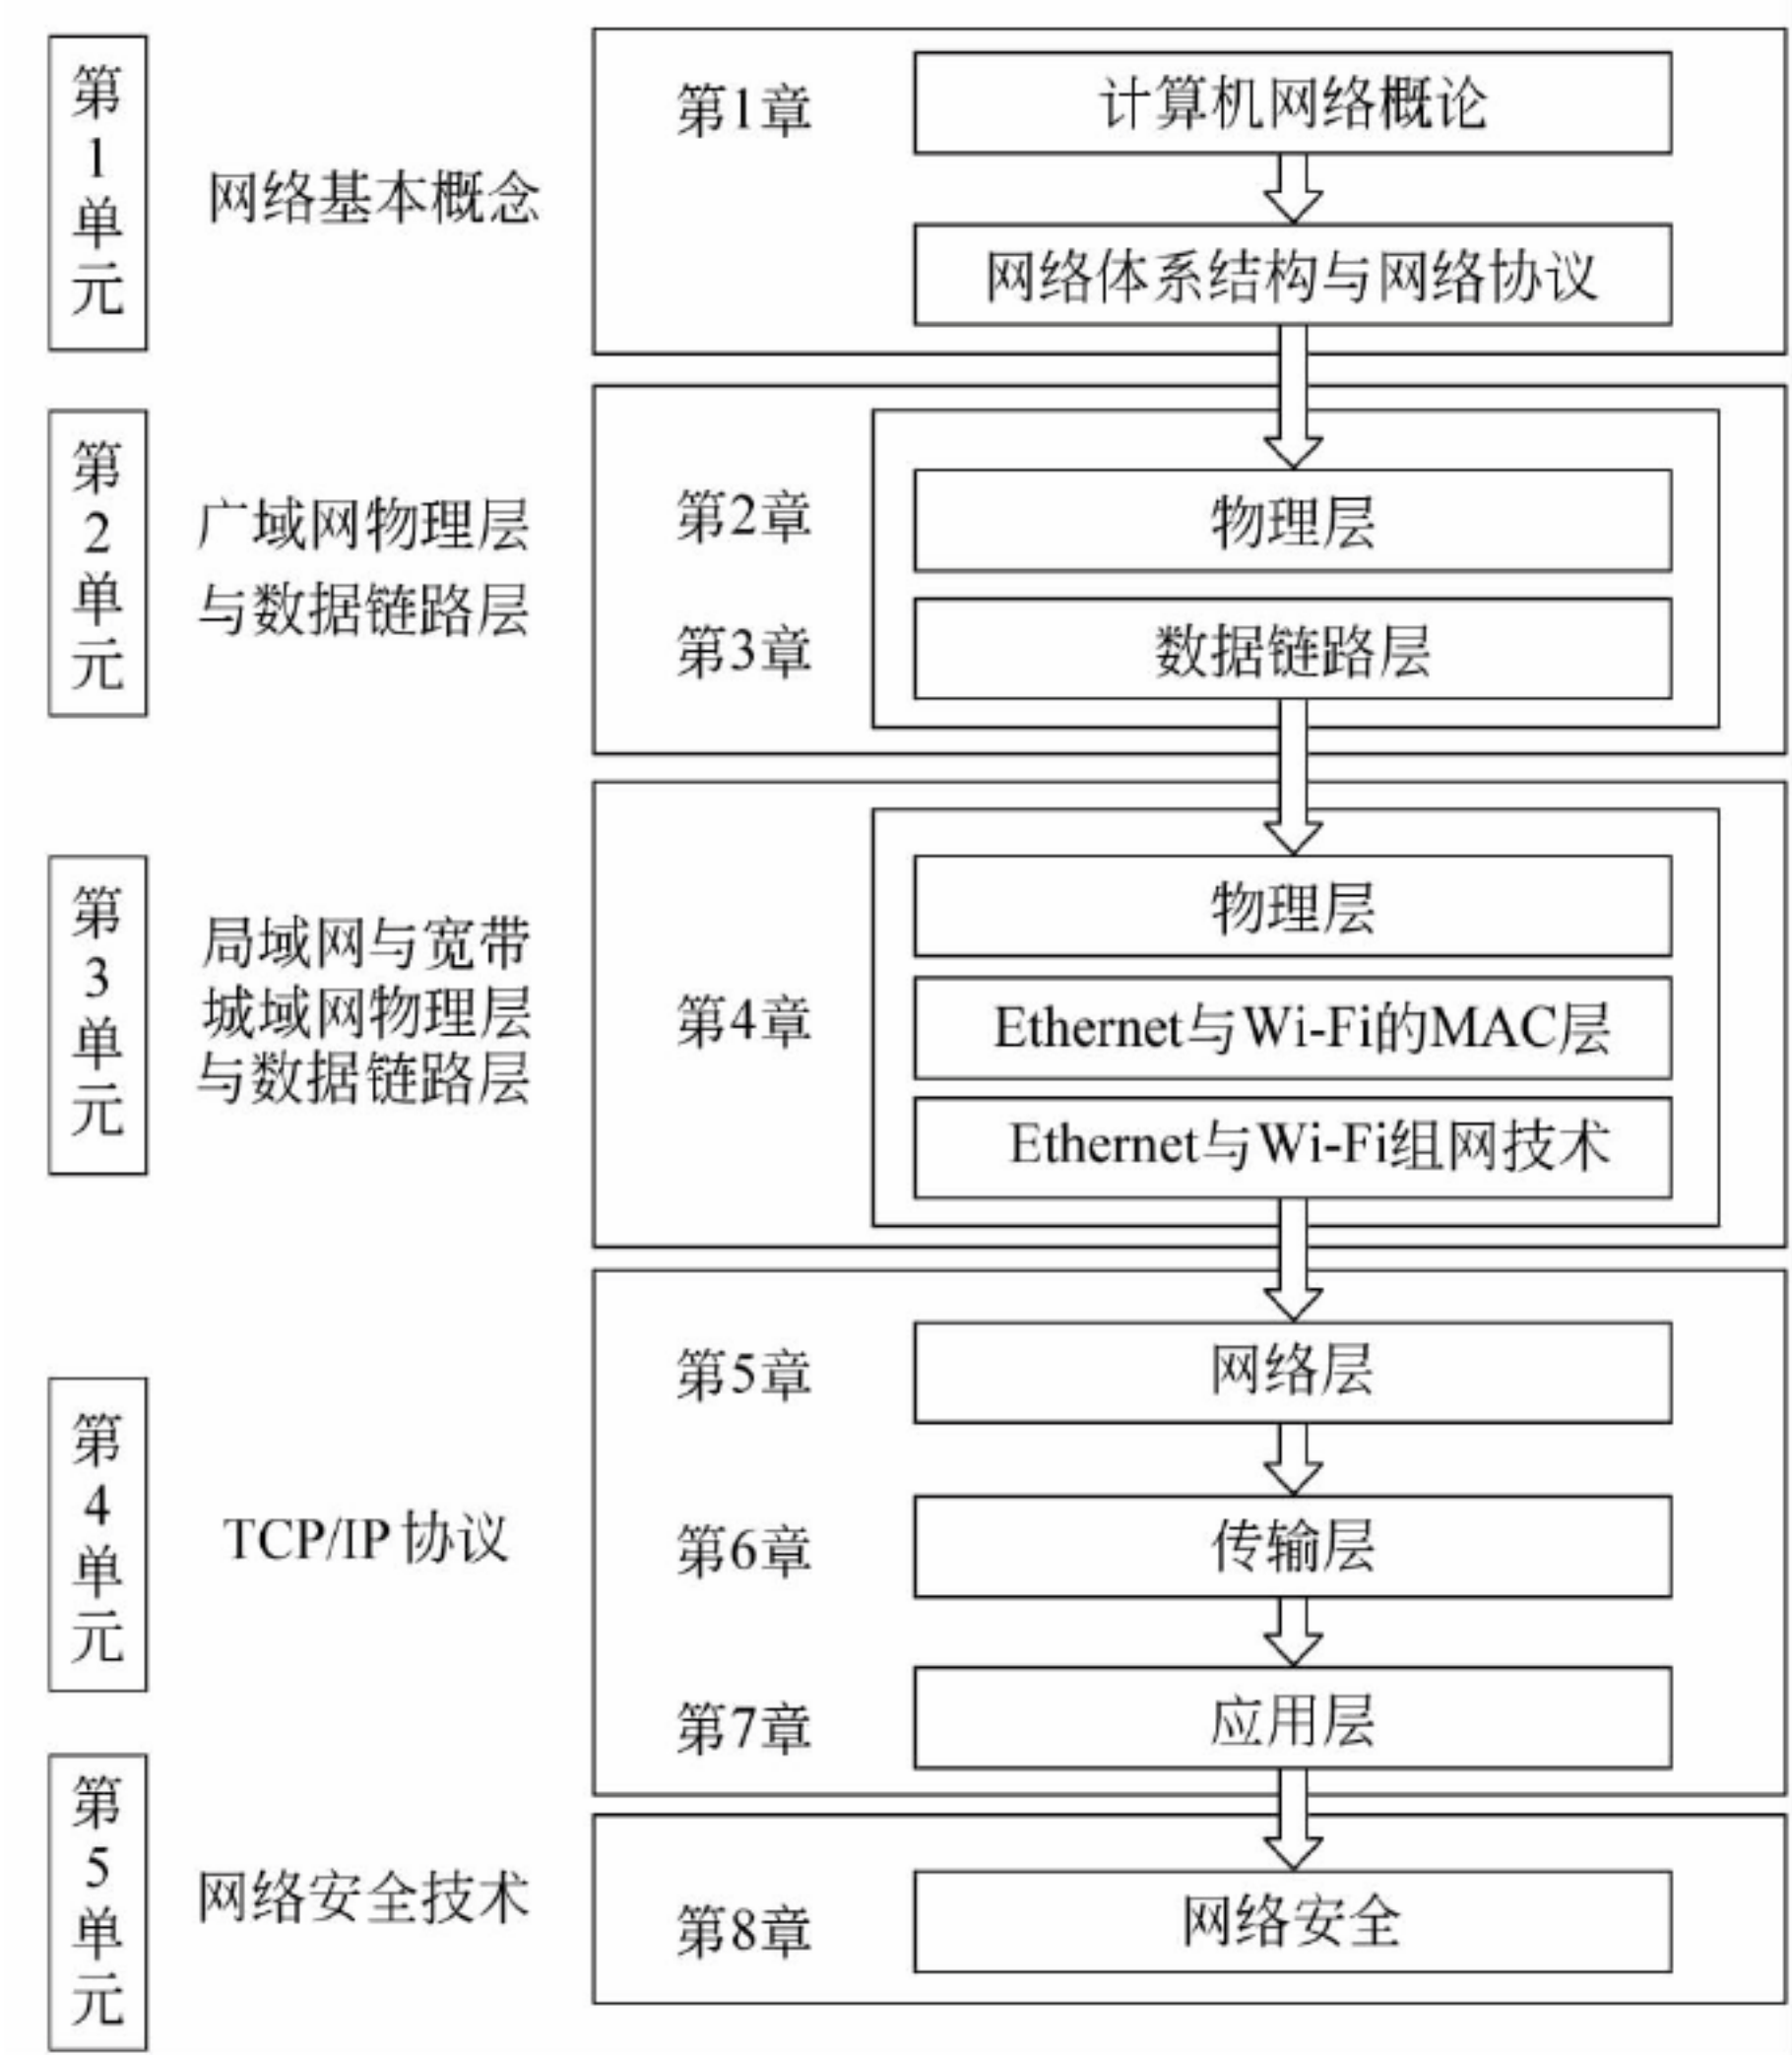 第1单元
网络基本概念
第1章
计算机网络概论
网络体系结构与网络协议
第2单元
广域网物理层
与数据链路层
第2章
物理层
第3章
数据链路层
第3单元
局域网与宽带
城域网物理层
与数据链路层
第4章
物理层
Ethernet与Wi-Fi的MAC层
Ethernet与Wi-Fi组网技术
第4单元
TCP/IP协议
第5章
网络层
第6章
传输层
第7章
应用层
第5单元
网络安全技术
第8章
网络安全